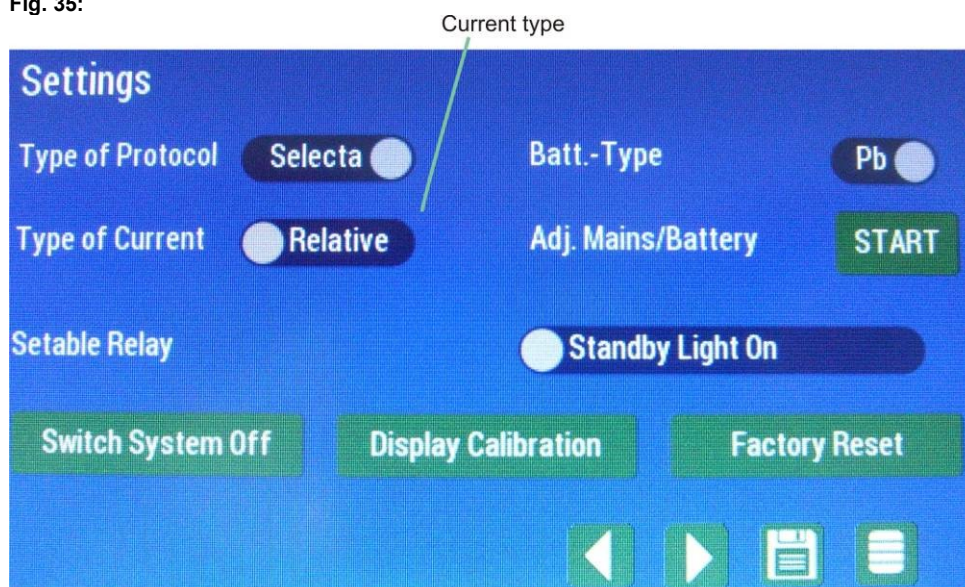 Fig. 35:
Current type
Settings
Type of Protocol Selecta Batt.-Type Pb
Type of Current Relative Adj. Mains/Battery START
Setable Relay Standby Light On
Switch System Off Display Calibration Factory Reset